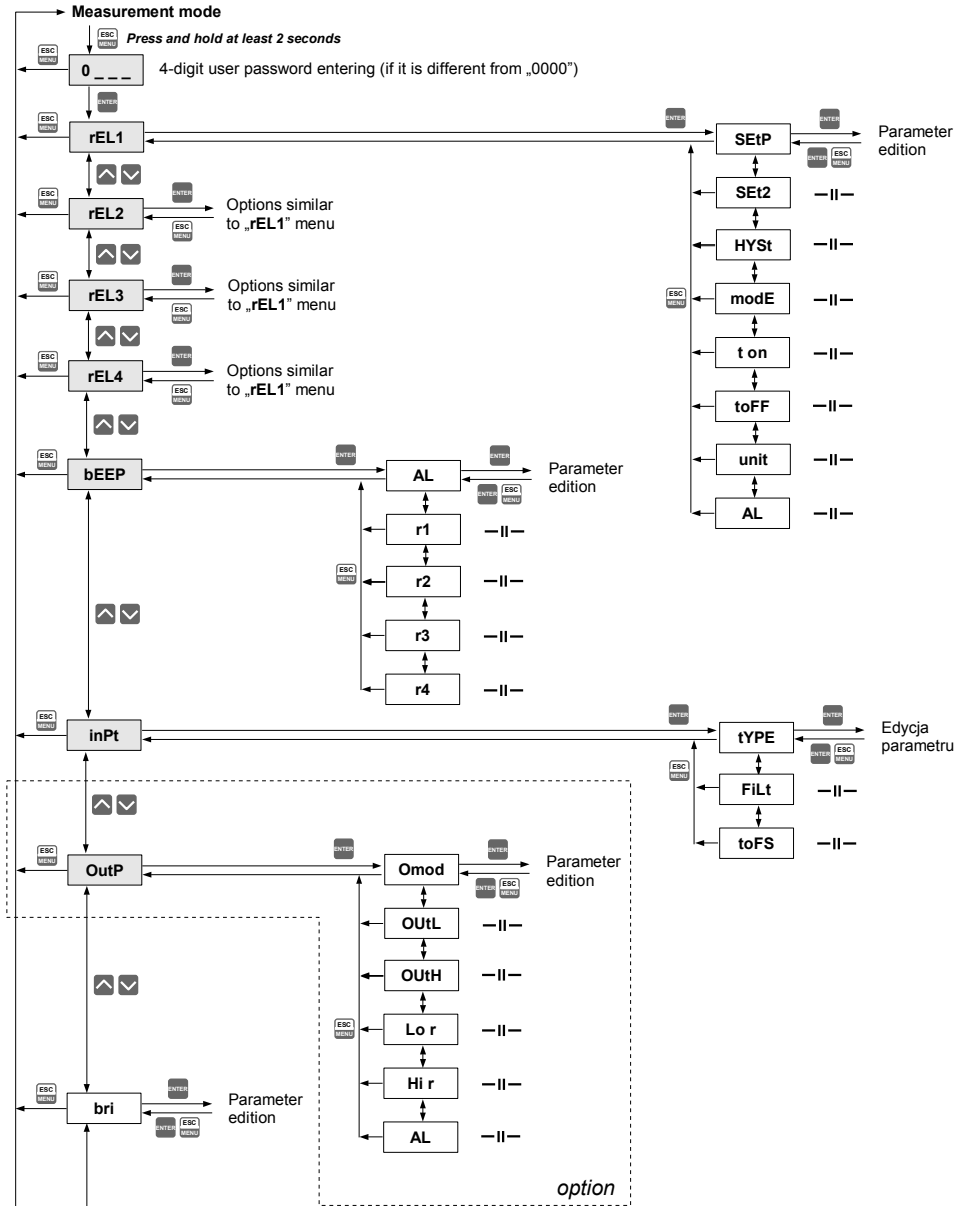 Measurement mode
ESC
MENU
Press and hold at least 2 seconds
ESC
MENU
0 _ _ _
4-digit user password entering (if it is different from „0000”)
ENTER
ESC
MENU
rEL1
ENTER
SEtP
ENTER
ENTER
ESC
MENU
Parameter
edition
SEt2
–II–
HYSt
–II–
ESC
MENU
modE
–II–
t on
–II–
toFF
–II–
unit
–II–
AL
–II–
ESC
MENU
rEL2
ENTER
ESC
MENU
Options similar
to „rEL1” menu
ESC
MENU
rEL3
ENTER
ESC
MENU
Options similar
to „rEL1” menu
ESC
MENU
rEL4
ENTER
ESC
MENU
Options similar
to „rEL1” menu
ESC
MENU
bEEP
ENTER
AL
ENTER
ENTER
ESC
MENU
Parameter
edition
r1
–II–
ESC
MENU
r2
–II–
r3
–II–
r4
–II–
ESC
MENU
inPt
ENTER
tYPE
ENTER
ENTER
ESC
MENU
Edycja
parametru
ESC
MENU
FiLt
–II–
toFS
–II–
ESC
MENU
OutP
ENTER
Omod
ENTER
ENTER
ESC
MENU
Parameter
edition
OUtL
–II–
OUtH
–II–
ESC
MENU
Lo r
–II–
Hi r
–II–
AL
–II–
ESC
MENU
bri
ENTER
ENTER
ESC
MENU
Parameter
edition
option